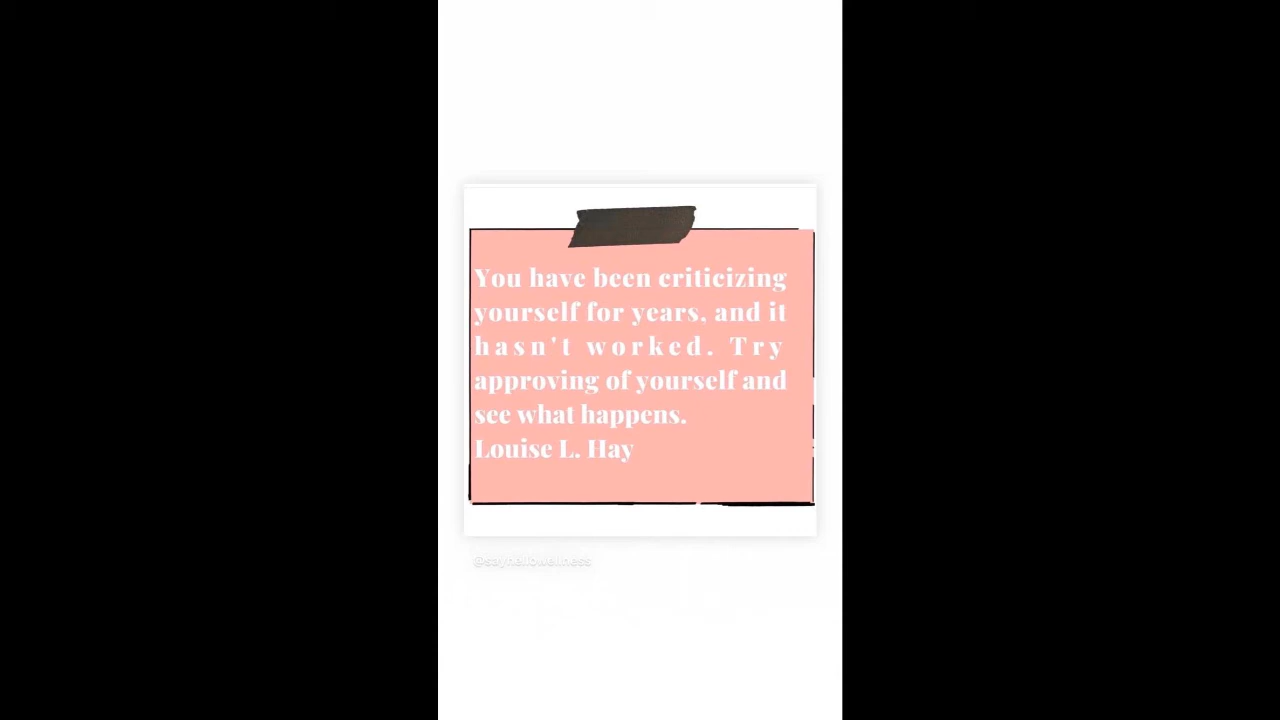 You have been criticizing
yourself for years, and it
hasn't worked. Try
approving of yourself and
see what happens.
Louise L. Hay
@sayhellowellness